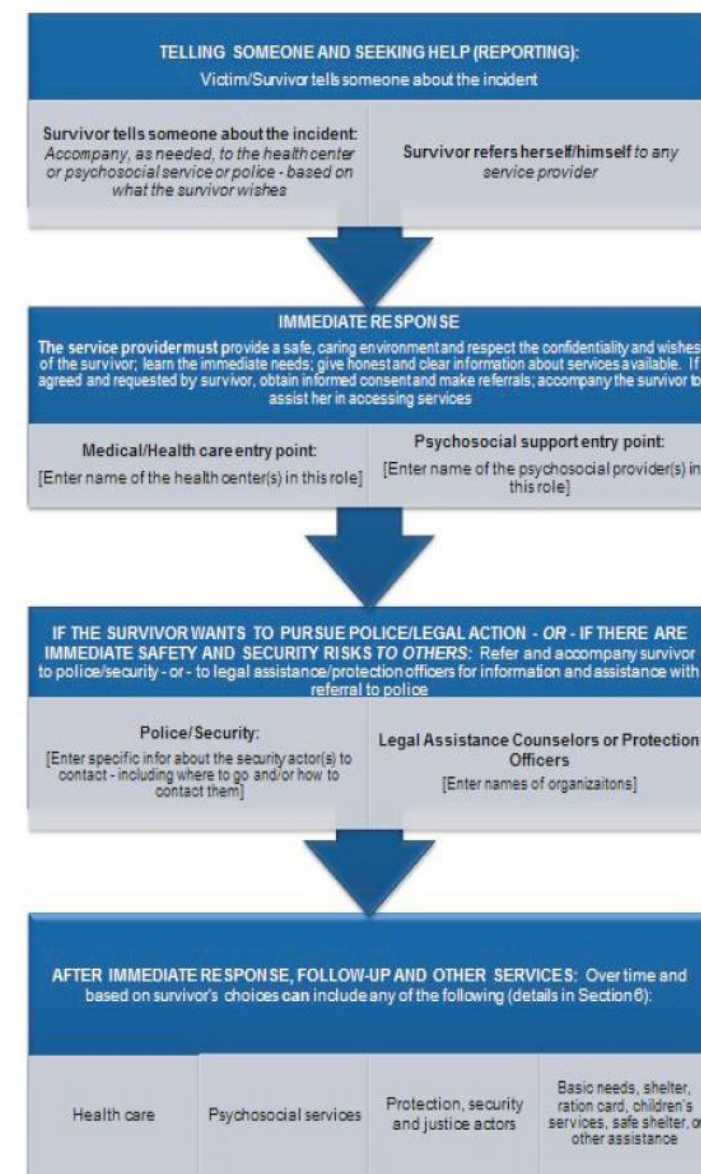 TELLING SOMEONE AND SEEKING HELP (REPORTING):
Victim/Survivor tells someone about the incident
Survivor tells someone about the incident:
Accompany, as needed, to the health center
or psychosocial service or police - based on
what the survivor wishes
Survivor refers herself/himself to any
service provider
IMMEDIATE RESPONSE
The service provider must provide a safe, caring environment and respect the confidentiality and wishes
of the survivor; learn the immediate needs; give honest and clear information about services available. If
agreed and requested by survivor, obtain informed consent and make referrals; accompany the survivor to
assist her in accessing services
Medical/Health care entry point:
[Enter name of the health center(s) in this role]
Psychosocial support entry point:
[Enter name of the psychosocial provider(s) in
this role]
IF THE SURVIVOR WANTS TO PURSUE POLICE/LEGAL ACTION - OR - IF THERE ARE
IMMEDIATE SAFETY AND SECURITY RISKS TO OTHERS: Refer and accompany survivor
to police/security - or - to legal assistance/protection officers for information and assistance with
referral to police
Police/Security:
[Enter specific infor about the security actor(s) to
contact - including where to go and/or how to
contact them]
Legal Assistance Counselors or Protection
Officers
[Enter names of organizaitons]
AFTER IMMEDIATE RESPONSE, FOLLOW-UP AND OTHER SERVICES: Over time and
based on survivor's choices can include any of the following (details in Section 6):
Health care
Psychosocial services
Protection, security
and justice actors
Basic needs, shelter,
ration card, children's
services, safe shelter, or
other assistance